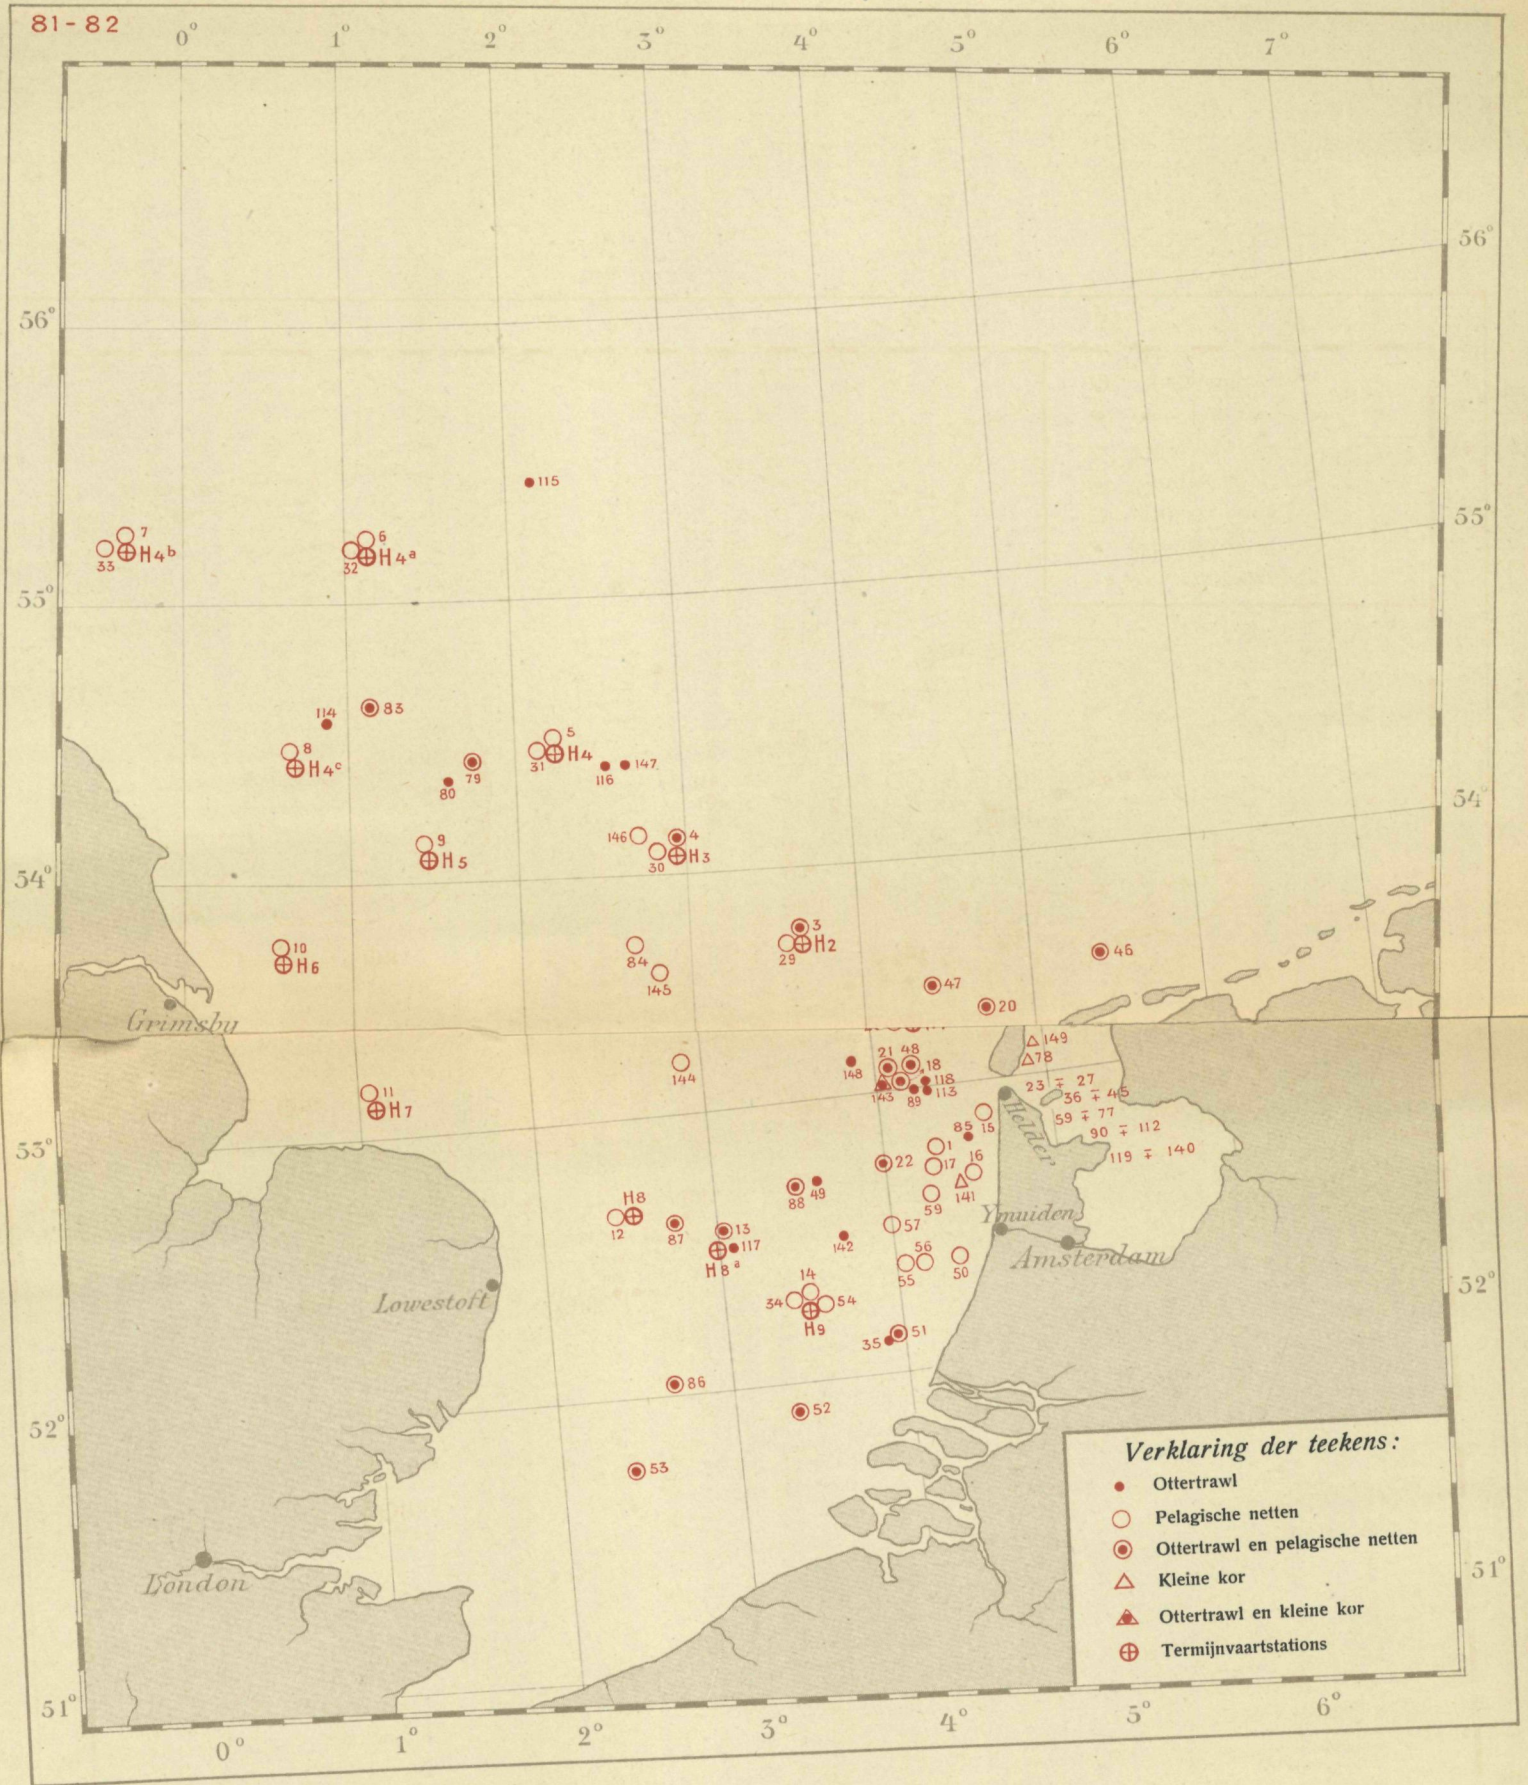 81-82
0° 1° 2° 3° 4° 5° 6° 7°
56°
56°
115
55°
7
33 H4b
6
32 H4a
55°
114
83
8
H4c
5
31 H4
79
80
116
147
54°
9
H5
146
4
30 H3
54°
10
H6
3
29 H2
84
145
46
47
20
Grimsby
149
78
144
148
21 48
18
118
143 89 113
11
H7
23 ∓ 27
36 ∓ 45
59 ∓ 77
90 ∓ 112
119 ∓ 140
Helder
15
85
53°
1
17 16
22
141
59
88 49
H8
12
87
13
117
H8a
57
142
56
55 50
Ymuiden
Amsterdam
52°
Lowestoft
14
34 54
H9
35 51
86
52
52°
53
London
Verklaring der teekens:
Ottertrawl
Pelagische netten
Ottertrawl en pelagische netten
Kleine kor
Ottertrawl en kleine kor
Termijnvaartstations
51°
51°
0° 1° 2° 3° 4° 5° 6°